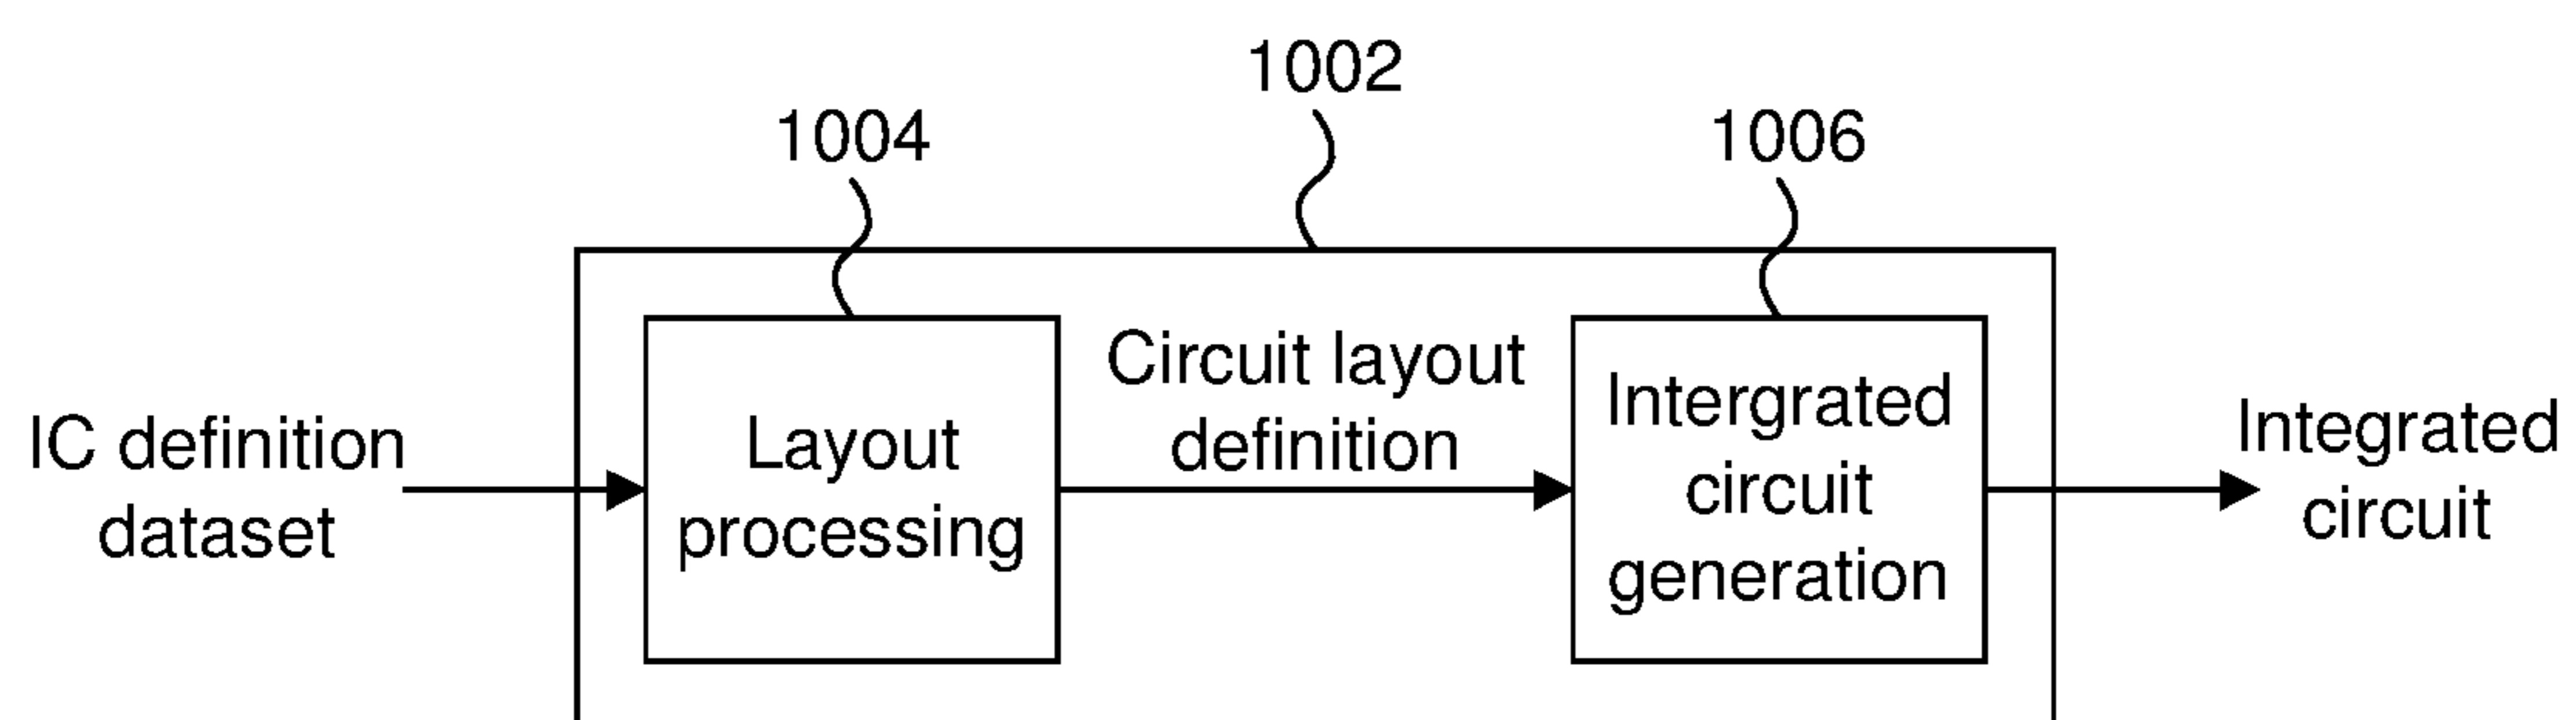 1002
1004
1006
IC definition
dataset
Layout
processing
Circuit layout
definition
Intergrated
circuit
generation
Integrated
circuit